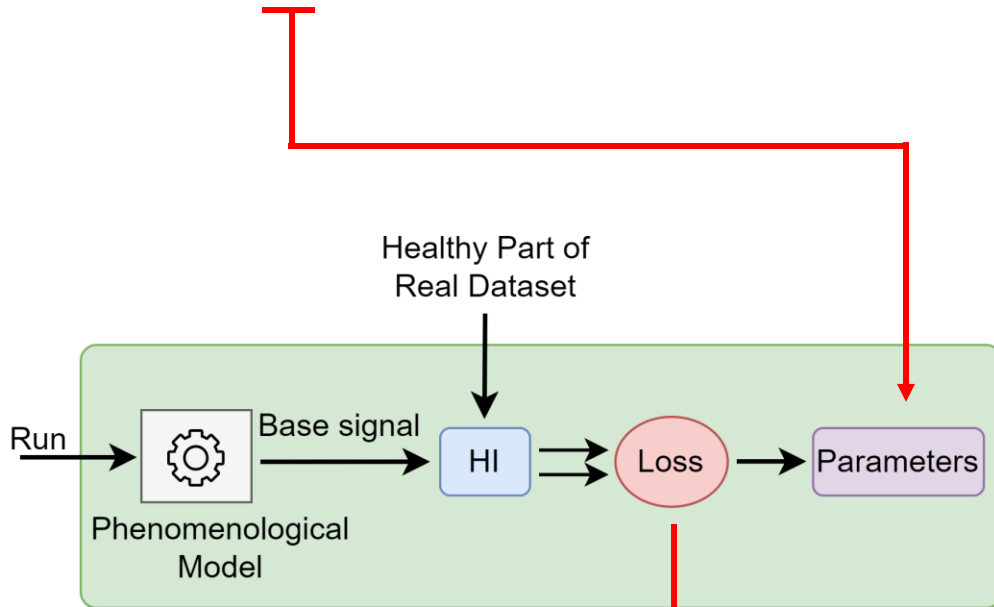 Healthy Part of
Real Dataset
Run
Base signal
HI
Loss
Parameters
Phenomenological
Model